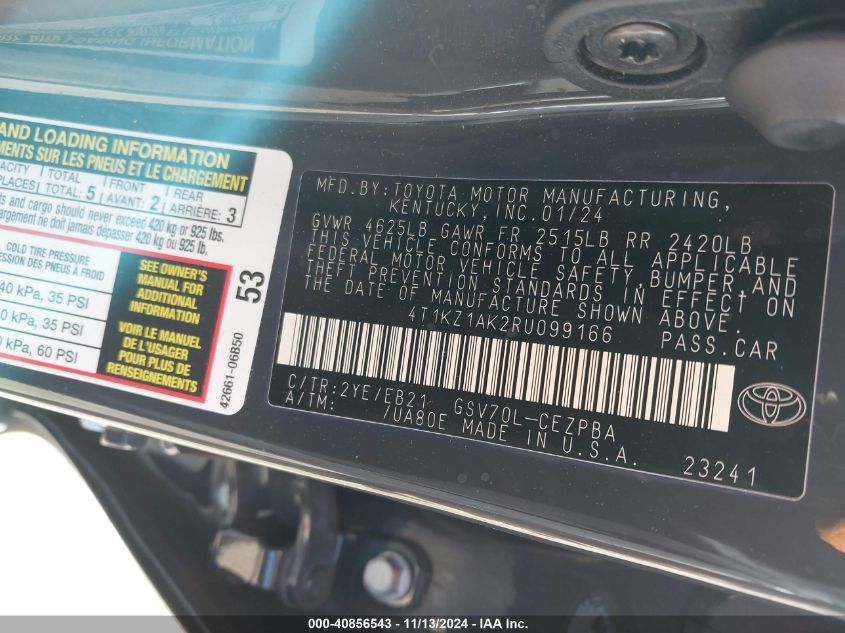 AND LOADING INFORMATION
MENTS SUR LES PNEUS ET LE CHARGEMENT
TOTAL FRONT REAR
PLACES TOTAL: 5 AVANT: 2 ARRIÈRE: 3
ts and cargo should never exceed 420 kg or 925 lbs.
hargement ne doit jamais dépasser 420 kg ou 925 lb.
COLD TIRE PRESSURE
SSION DES PNEUS À FROID
40 kPa, 35 PSI
0 kPa, 35 PSI
0 kPa, 60 PSI
SEE OWNER'S
MANUAL FOR
ADDITIONAL
INFORMATION
VOIR LE MANUEL
DE L'USAGER
POUR PLUS DE
RENSEIGNEMENTS
53
42661-06B50
MFD.BY:TOYOTA MOTOR MANUFACTURING,
KENTUCKY,INC.01/24
GVWR 4625LB GAWR FR 2515LB RR 2420LB
THIS VEHICLE CONFORMS TO ALL APPLICABLE
FEDERAL MOTOR VEHICLE SAFETY,BUMPER,AND
THEFT PREVENTION STANDARDS IN EFFECT ON
THE DATE OF MANUFACTURE SHOWN ABOVE.
4T1KZ1AK2RU099166 PASS.CAR
C/TR:2YE/EB21 GSV70L-CEZPBA
A/TM: 7UA80E MADE IN U.S.A.
23241
000-40856543 - 11/13/2024 - IAA Inc.